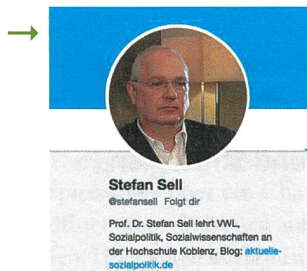 Stefan Sell
@stefansell Folgt dir
Prof. Dr. Stefan Sell lehrt VWL,
Sozialpolitik, Sozialwissenschaften an
der Hochschule Koblenz, Blog: aktuelle-
sozialpolitik.de